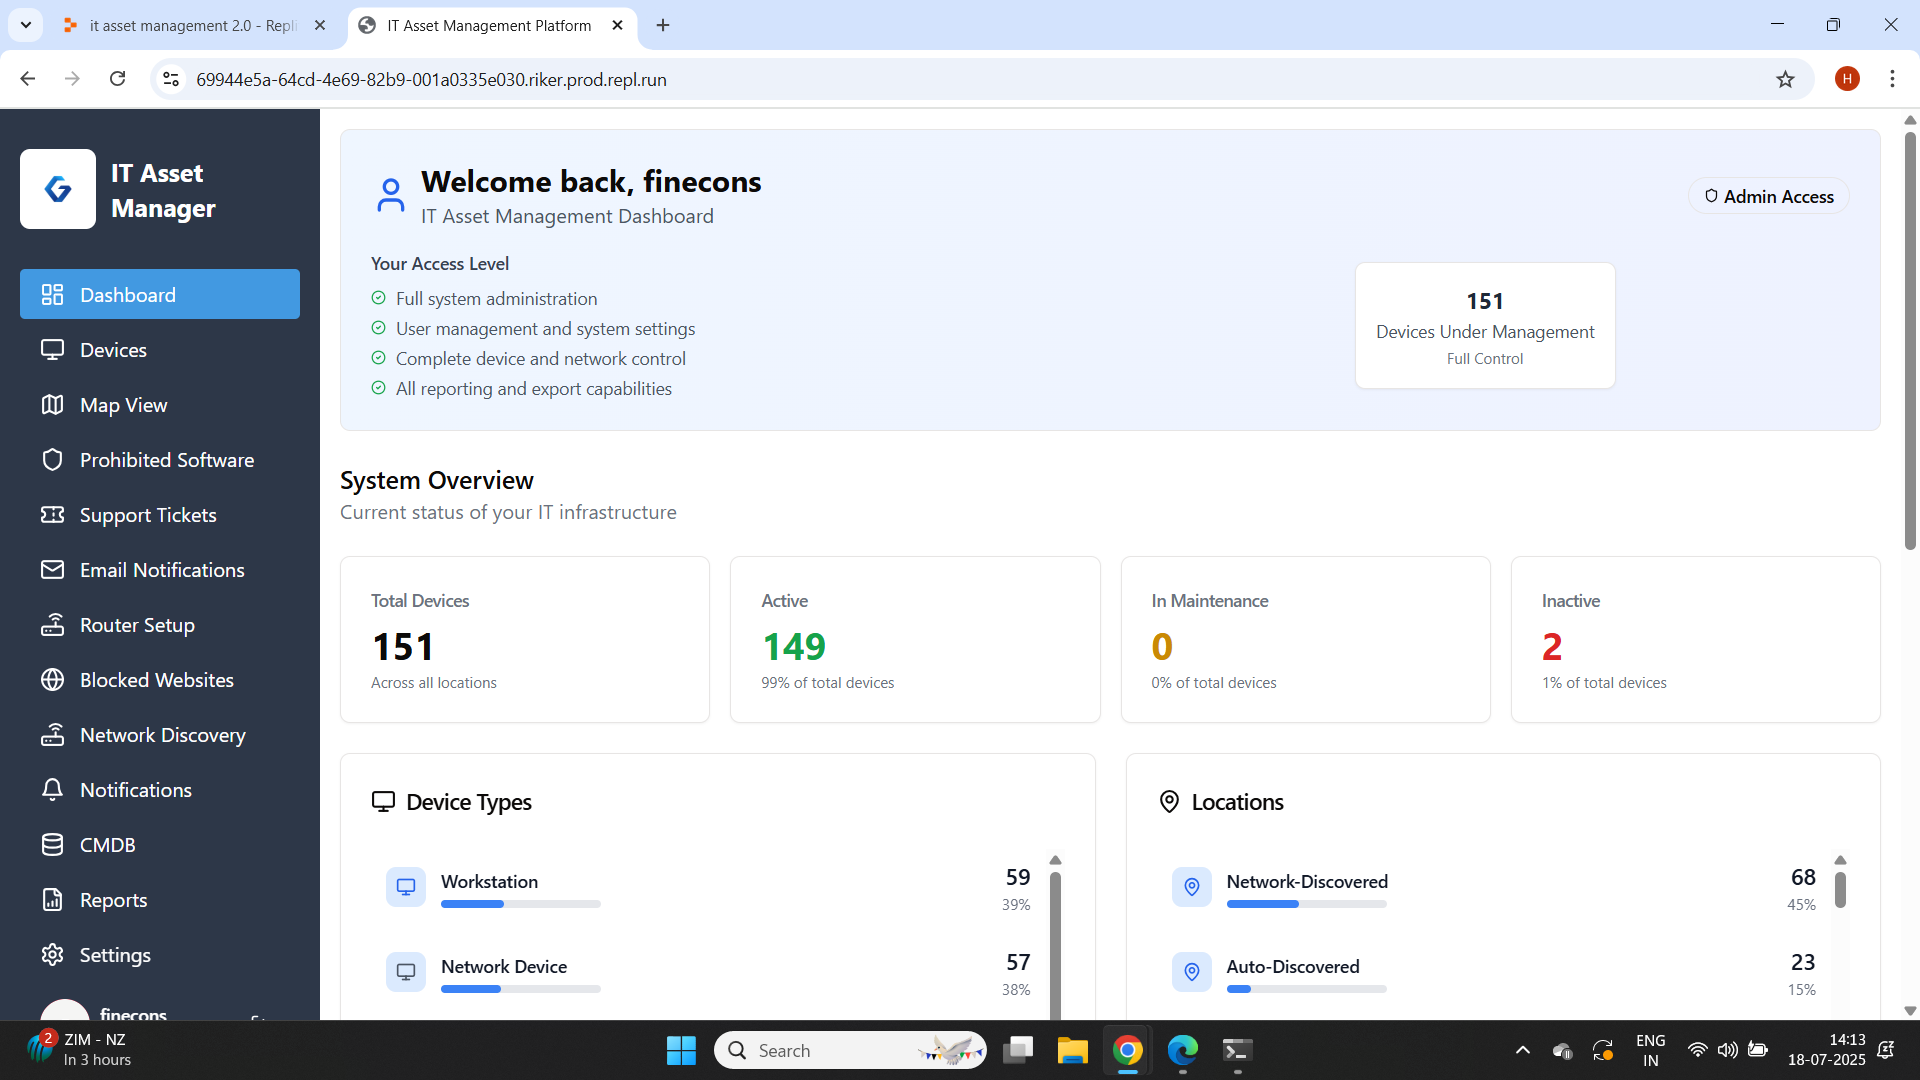 it asset management 2.0 - Repli
IT Asset Management Platform
69944e5a-64cd-4e69-82b9-001a0335e030.riker.prod.repl.run
H
IT Asset
Manager
Dashboard
Devices
Map View
Prohibited Software
Support Tickets
Email Notifications
Router Setup
Blocked Websites
Network Discovery
Notifications
CMDB
Reports
Settings
finecons
Welcome back, finecons
IT Asset Management Dashboard
Admin Access
Your Access Level
Full system administration
User management and system settings
Complete device and network control
All reporting and export capabilities
151
Devices Under Management
Full Control
System Overview
Current status of your IT infrastructure
Total Devices
151
Across all locations
Active
149
99% of total devices
In Maintenance
0
0% of total devices
Inactive
2
1% of total devices
Device Types
Workstation
59
39%
Network Device
57
38%
Locations
Network-Discovered
68
45%
Auto-Discovered
23
15%
2
ZIM - NZ
In 3 hours
Search
ENG
IN
14:13
18-07-2025